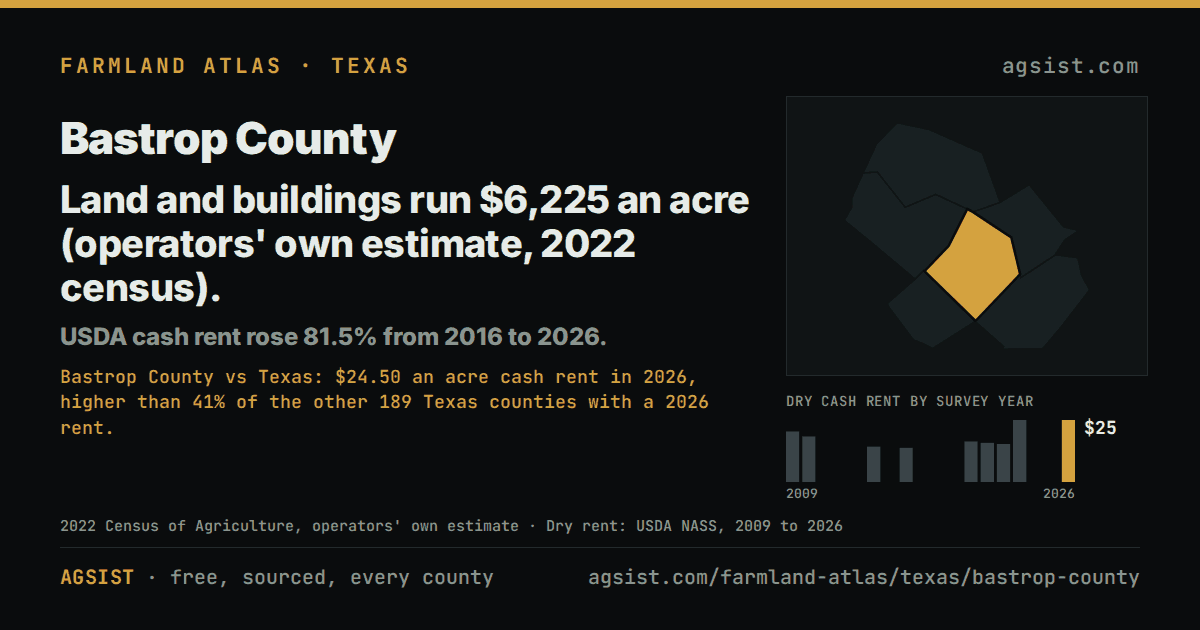 FARMLAND ATLAS · TEXAS
agsist.com
Bastrop County
Land and buildings run $6,225 an acre
(operators' own estimate, 2022
census).
USDA cash rent rose 81.5% from 2016 to 2026.
Bastrop County vs Texas: $24.50 an acre cash rent in 2026,
higher than 41% of the other 189 Texas counties with a 2026
rent.
DRY CASH RENT BY SURVEY YEAR
$25
2009
2026
2022 Census of Agriculture, operators' own estimate · Dry rent: USDA NASS, 2009 to 2026
AGSIST · free, sourced, every county
agsist.com/farmland-atlas/texas/bastrop-county